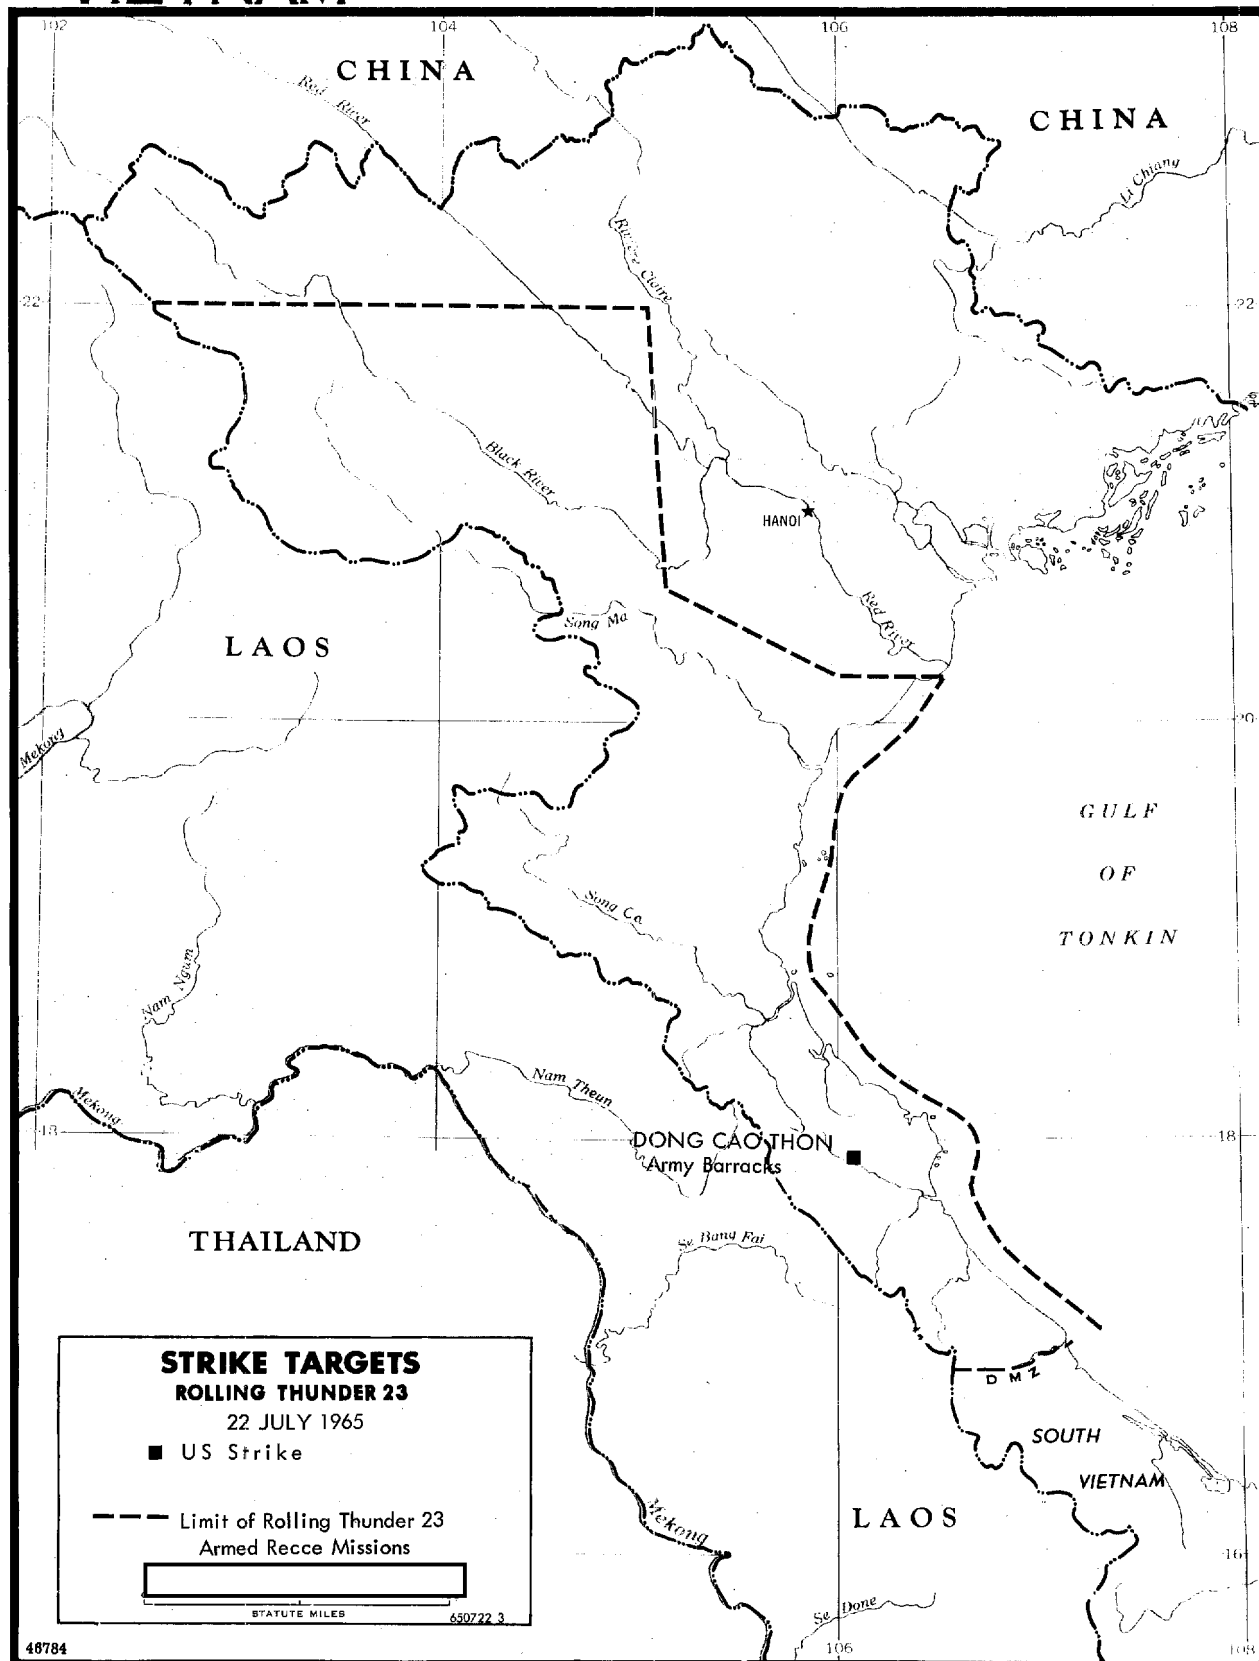 102
104
106
108
CHINA
Red River
CHINA
Li Chiang
Rivière Claire
22
22
Black River
HANOI
Song Ma
Red River
LAOS
Mekong
20
GULF
OF
TONKIN
Song Ca
Nam Ngum
Mekong
Nam Theun
18
DONG CAO THON
Army Barracks
18
THAILAND
Se Bang Fai
STRIKE TARGETS
ROLLING THUNDER 23
22 JULY 1965
US Strike
Limit of Rolling Thunder 23
Armed Recce Missions
STATUTE MILES
650722 3
DMZ
SOUTH
VIETNAM
Mekong
LAOS
16
Se Done
46784
106
108